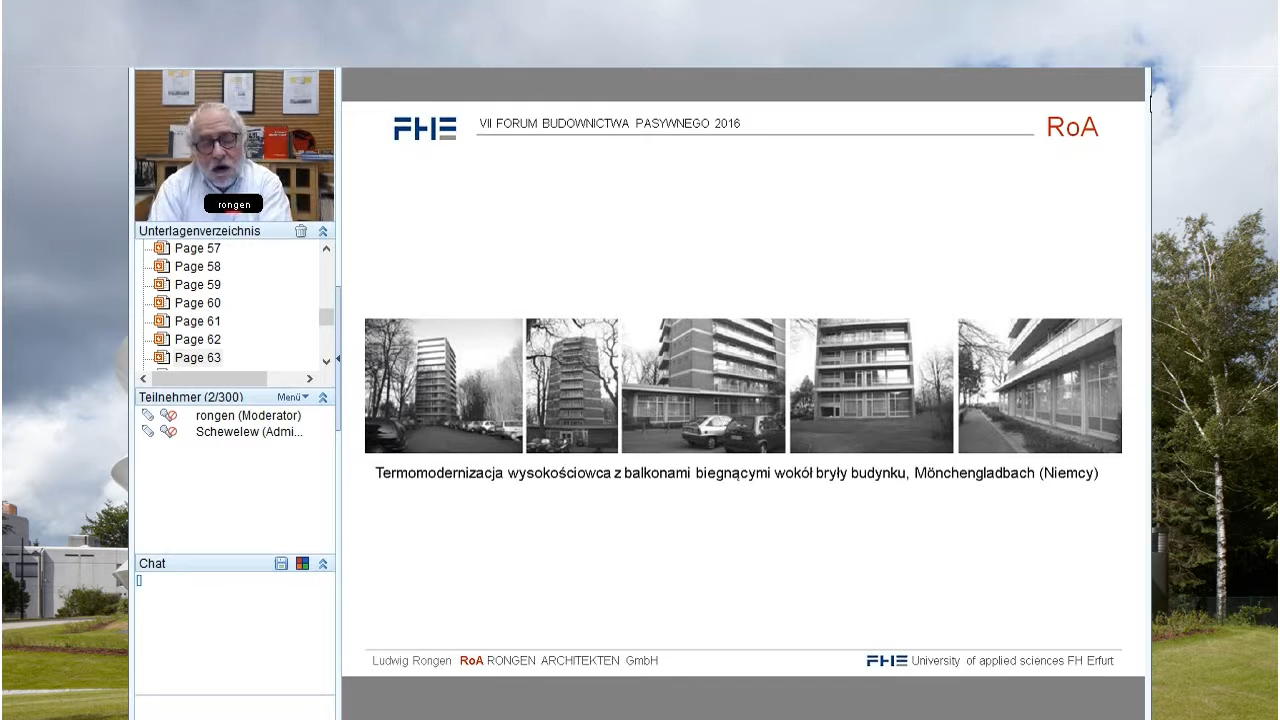 rongen
Unterlagenverzeichnis
Page 57
Page 58
Page 59
Page 60
Page 61
Page 62
Page 63
Teilnehmer (2/300) Menü
rongen (Moderator)
Schewelew (Admi...
Chat
FHE VII FORUM BUDOWNICTWA PASYWNEGO 2016 RoA
Termomodernizacja wysokościowca z balkonami biegnącymi wokół bryły budynku, Mönchengladbach (Niemcy)
Ludwig Rongen RoA RONGEN ARCHITEKTEN GmbH FHE University of applied sciences FH Erfurt